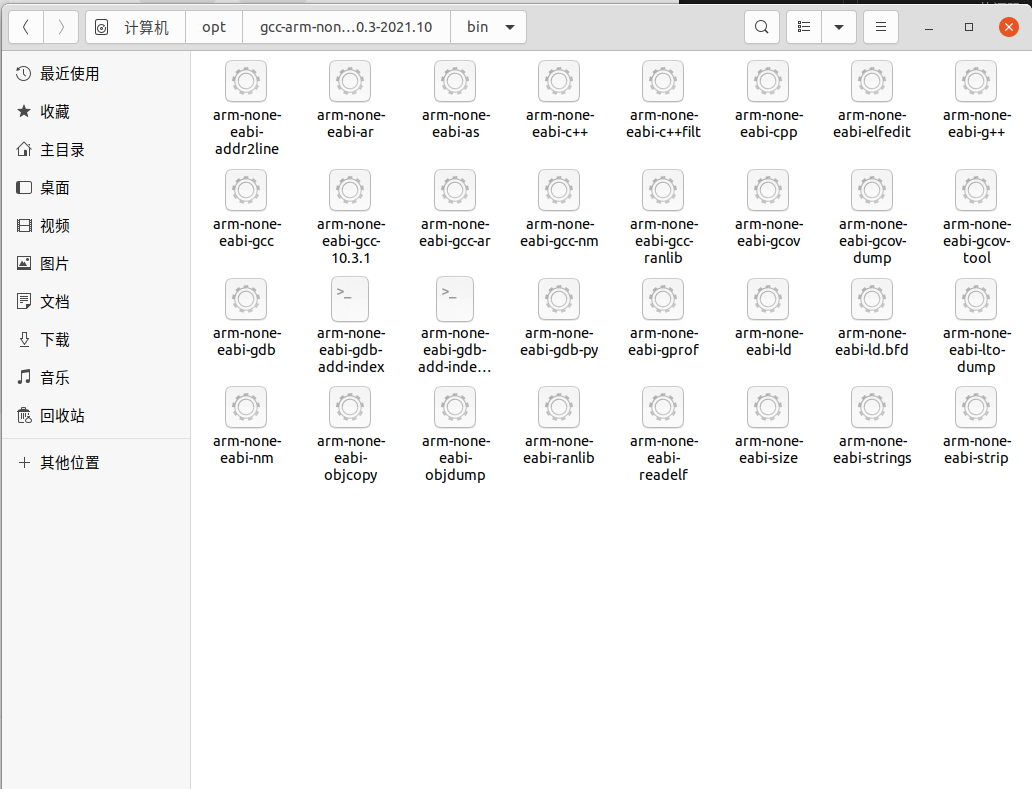 计算机 opt gcc-arm-non…0.3-2021.10 bin
最近使用
收藏
主目录
桌面
视频
图片
文档
下载
音乐
回收站
其他位置
arm-none-
eabi-
addr2line
arm-none-
eabi-ar
arm-none-
eabi-as
arm-none-
eabi-c++
arm-none-
eabi-c++filt
arm-none-
eabi-cpp
arm-none-
eabi-elfedit
arm-none-
eabi-g++
arm-none-
eabi-gcc
arm-none-
eabi-gcc-
10.3.1
arm-none-
eabi-gcc-ar
arm-none-
eabi-gcc-nm
arm-none-
eabi-gcc-
ranlib
arm-none-
eabi-gcov
arm-none-
eabi-gcov-
dump
arm-none-
eabi-gcov-
tool
arm-none-
eabi-gdb
>_
arm-none-
eabi-gdb-
add-index
>_
arm-none-
eabi-gdb-
add-inde…
arm-none-
eabi-gdb-py
arm-none-
eabi-gprof
arm-none-
eabi-ld
arm-none-
eabi-ld.bfd
arm-none-
eabi-lto-
dump
arm-none-
eabi-nm
arm-none-
eabi-
objcopy
arm-none-
eabi-
objdump
arm-none-
eabi-ranlib
arm-none-
eabi-
readelf
arm-none-
eabi-size
arm-none-
eabi-strings
arm-none-
eabi-strip